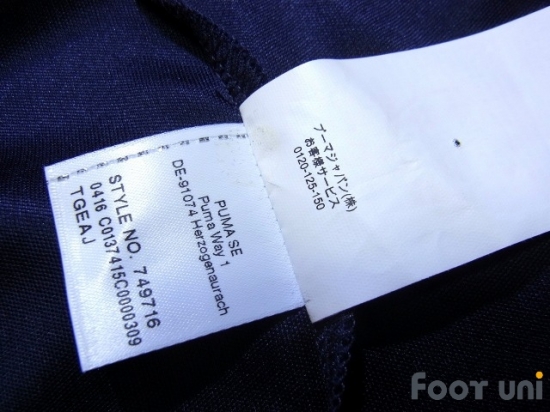 プーマジャパン(株)
お客様サービス
0120-125-150
PUMA SE
Puma Way 1
DE-91074 Herzogenaurach
STYLE NO. 749716
0416 C0137415C0000309
TGEAJ
FOOT UNI